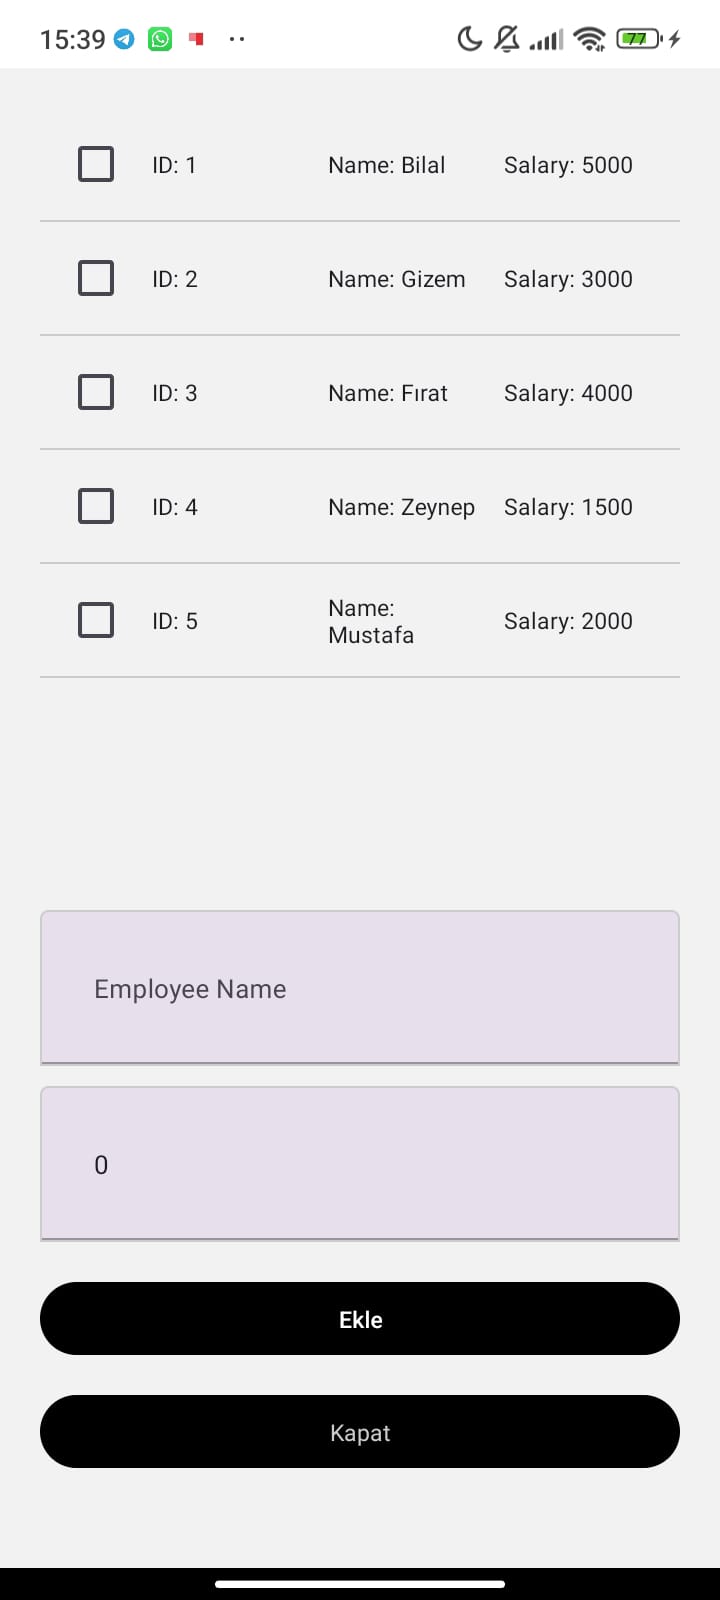 15:39
77
ID: 1 Name: Bilal Salary: 5000
ID: 2 Name: Gizem Salary: 3000
ID: 3 Name: Fırat Salary: 4000
ID: 4 Name: Zeynep Salary: 1500
ID: 5 Name: Mustafa Salary: 2000
Employee Name
0
Ekle
Kapat